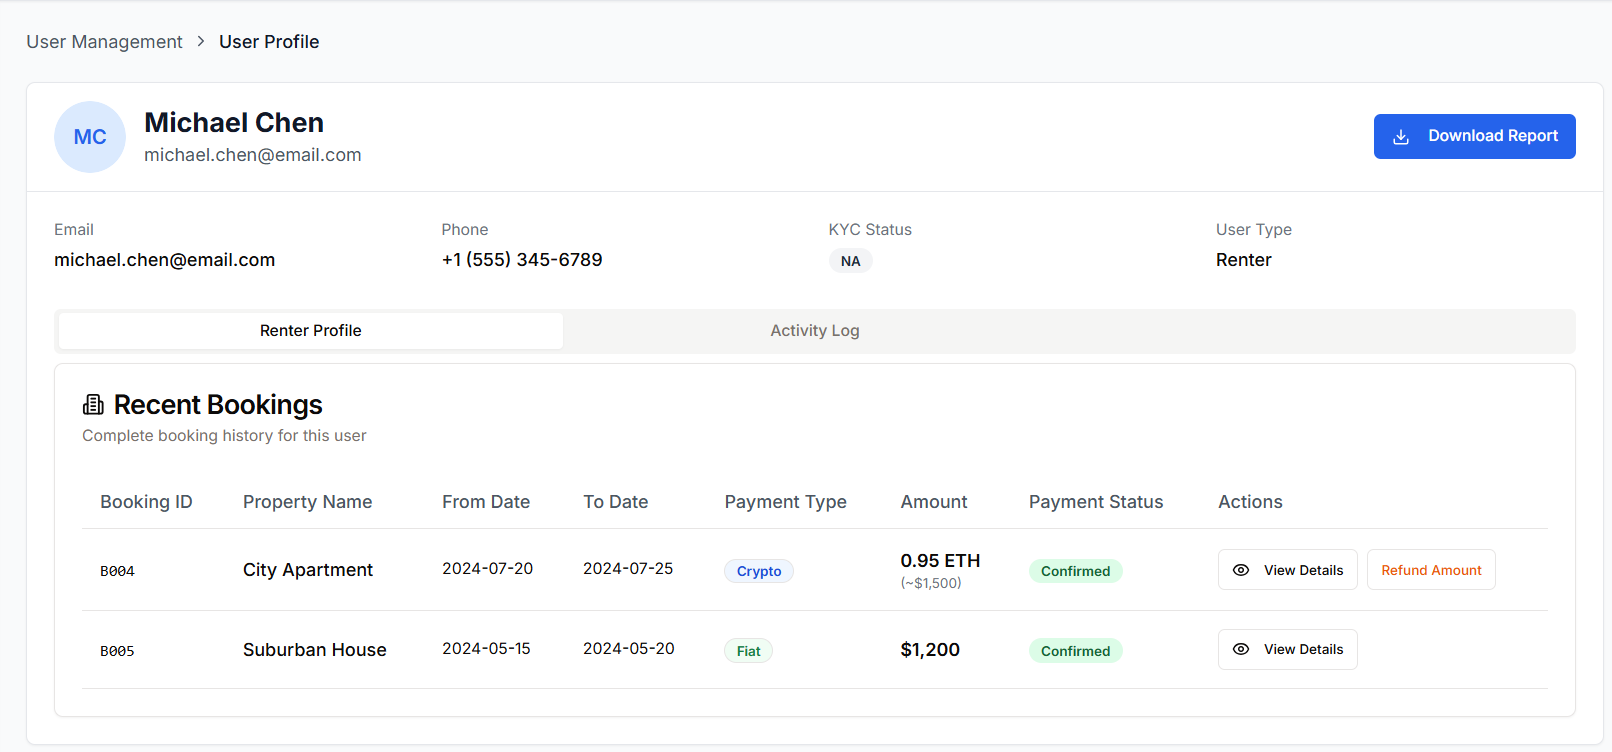 User Management > User Profile
MC
Michael Chen
michael.chen@email.com
Download Report
Email Phone KYC Status User Type
michael.chen@email.com +1 (555) 345-6789 NA Renter
Renter Profile Activity Log
Recent Bookings
Complete booking history for this user
Booking ID Property Name From Date To Date Payment Type Amount Payment Status Actions
B004 City Apartment 2024-07-20 2024-07-25 Crypto 0.95 ETH Confirmed View Details Refund Amount
(~$1,500)
B005 Suburban House 2024-05-15 2024-05-20 Fiat $1,200 Confirmed View Details